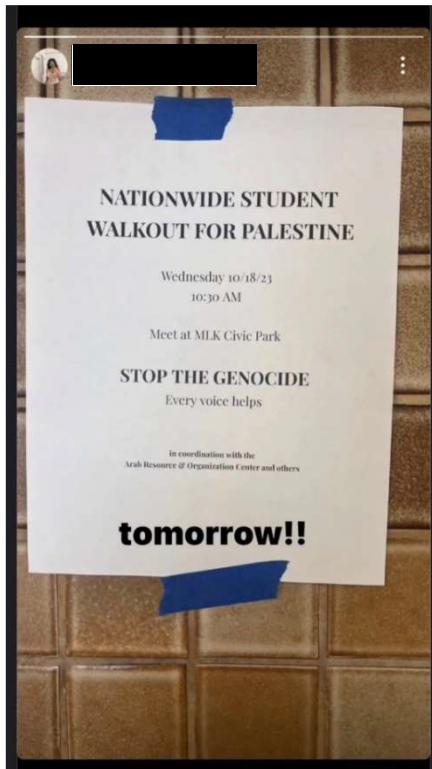 NATIONWIDE STUDENT
WALKOUT FOR PALESTINE
Wednesday 10/18/23
10:30 AM
Meet at MLK Civic Park
STOP THE GENOCIDE
Every voice helps
in coordination with the
Arab Resource & Organization Center and others
tomorrow!!